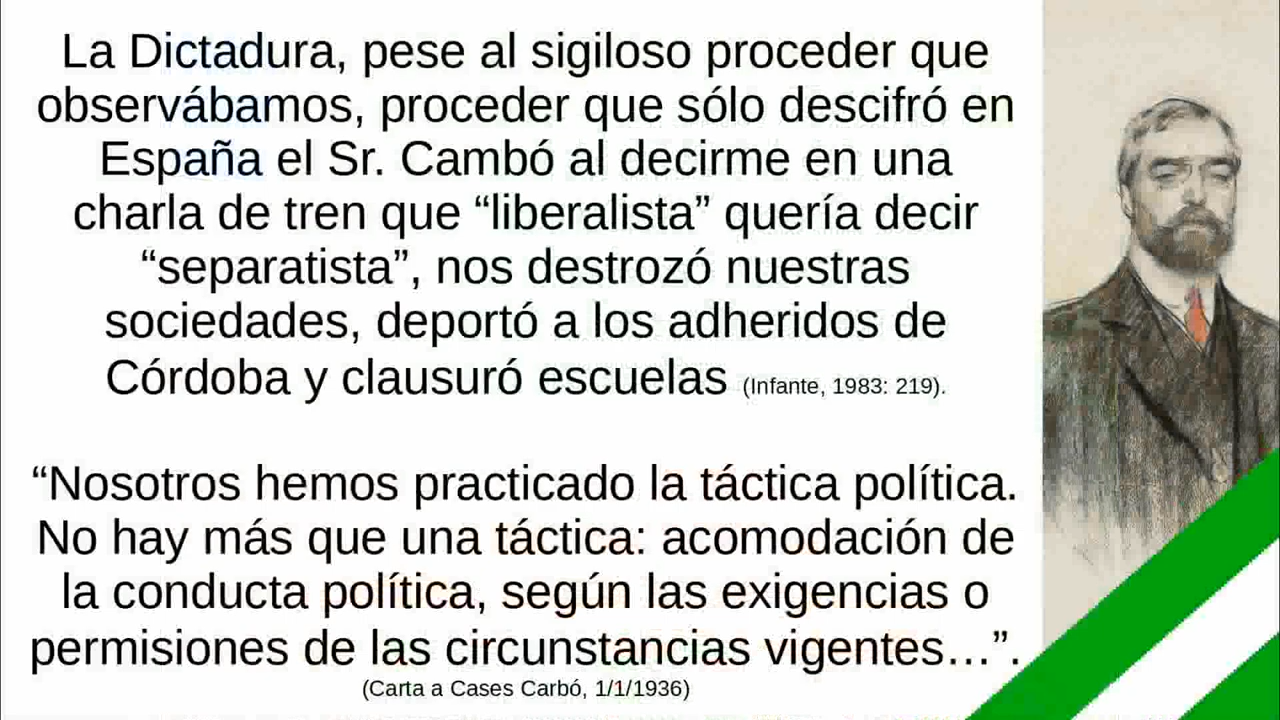 La Dictadura, pese al sigiloso proceder que
observábamos, proceder que sólo descifró en
España el Sr. Cambó al decirme en una
charla de tren que “liberalista” quería decir
“separatista”, nos destrozó nuestras
sociedades, deportó a los adheridos de
Córdoba y clausuró escuelas (Infante, 1983: 219).
“Nosotros hemos practicado la táctica política.
No hay más que una táctica: acomodación de
la conducta política, según las exigencias o
permisiones de las circunstancias vigentes…”.
(Carta a Cases Carbó, 1/1/1936)